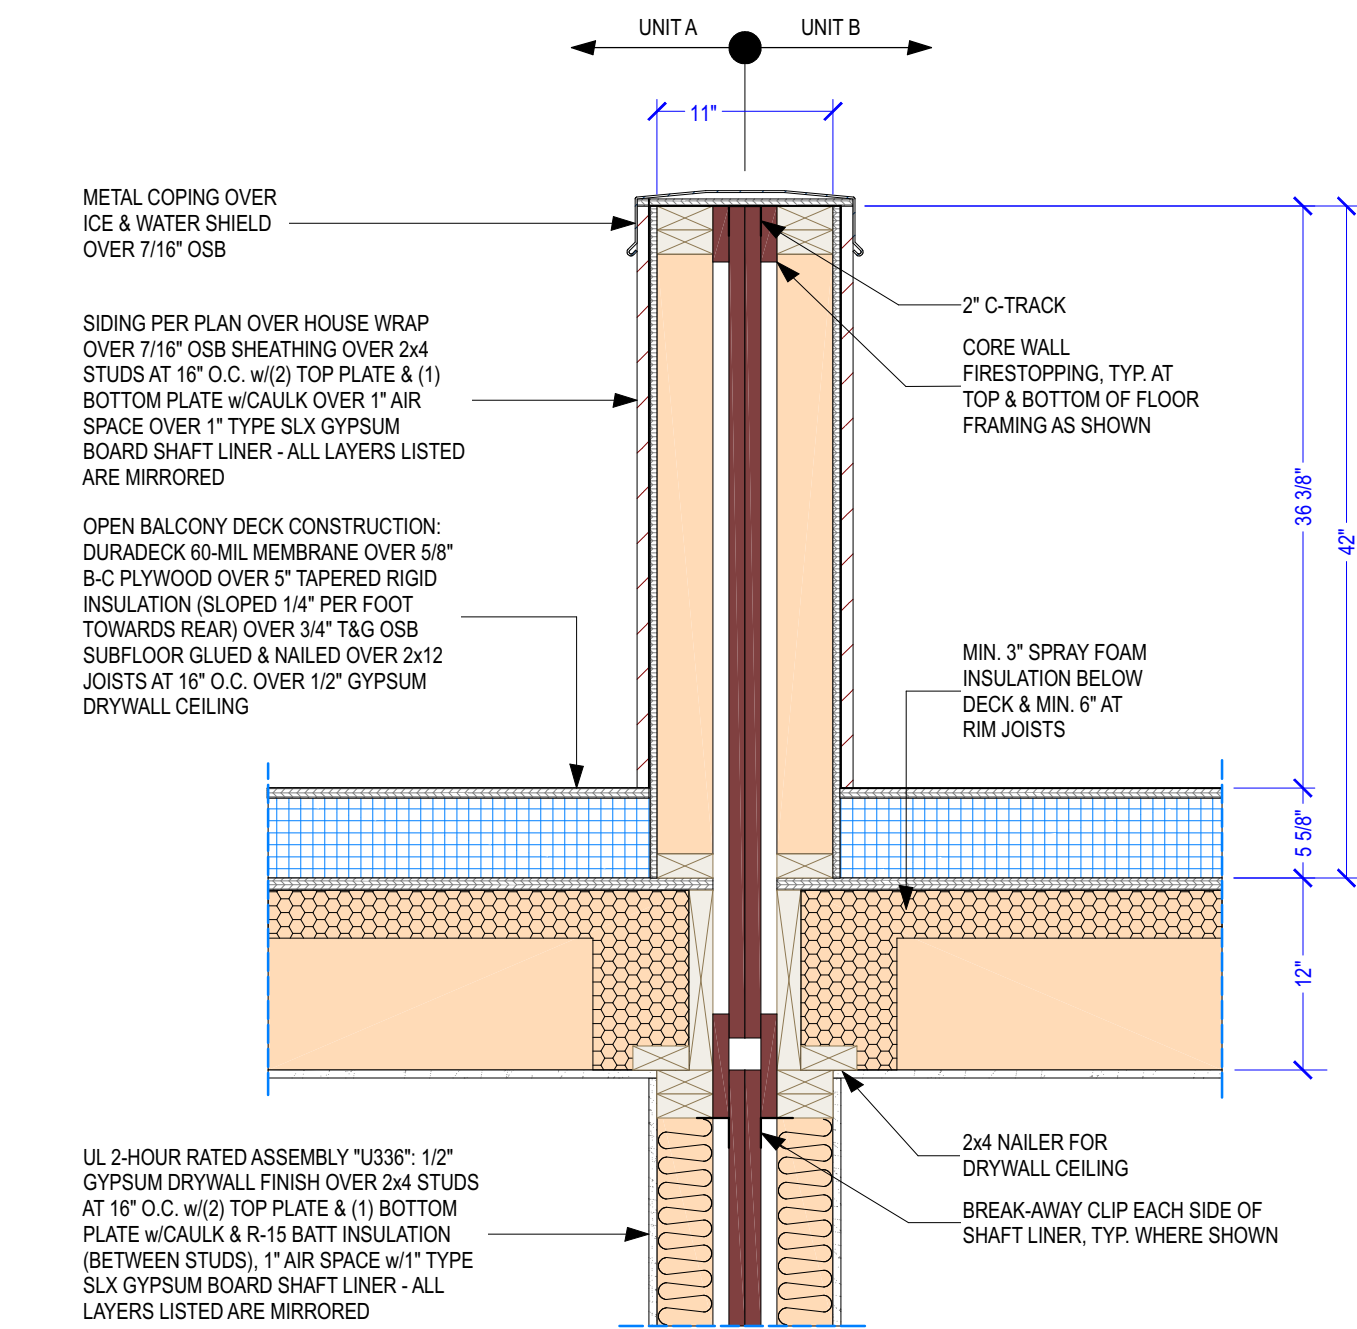 UNIT A
UNIT B
11"
METAL COPING OVER
ICE & WATER SHIELD
OVER 7/16" OSB
SIDING PER PLAN OVER HOUSE WRAP
OVER 7/16" OSB SHEATHING OVER 2x4
STUDS AT 16" O.C. w/(2) TOP PLATE & (1)
BOTTOM PLATE w/CAULK OVER 1" AIR
SPACE OVER 1" TYPE SLX GYPSUM
BOARD SHAFT LINER - ALL LAYERS LISTED
ARE MIRRORED
OPEN BALCONY DECK CONSTRUCTION:
DURADECK 60-MIL MEMBRANE OVER 5/8"
B-C PLYWOOD OVER 5" TAPERED RIGID
INSULATION (SLOPED 1/4" PER FOOT
TOWARDS REAR) OVER 3/4" T&G OSB
SUBFLOOR GLUED & NAILED OVER 2x12
JOISTS AT 16" O.C. OVER 1/2" GYPSUM
DRYWALL CEILING
UL 2-HOUR RATED ASSEMBLY "U336": 1/2"
GYPSUM DRYWALL FINISH OVER 2x4 STUDS
AT 16" O.C. w/(2) TOP PLATE & (1) BOTTOM
PLATE w/CAULK & R-15 BATT INSULATION
(BETWEEN STUDS), 1" AIR SPACE w/1" TYPE
SLX GYPSUM BOARD SHAFT LINER - ALL
LAYERS LISTED ARE MIRRORED
2" C-TRACK
CORE WALL
FIRESTOPPING, TYP. AT
TOP & BOTTOM OF FLOOR
FRAMING AS SHOWN
MIN. 3" SPRAY FOAM
INSULATION BELOW
DECK & MIN. 6" AT
RIM JOISTS
2x4 NAILER FOR
DRYWALL CEILING
BREAK-AWAY CLIP EACH SIDE OF
SHAFT LINER, TYP. WHERE SHOWN
36 3/8"
42"
5 5/8"
12"